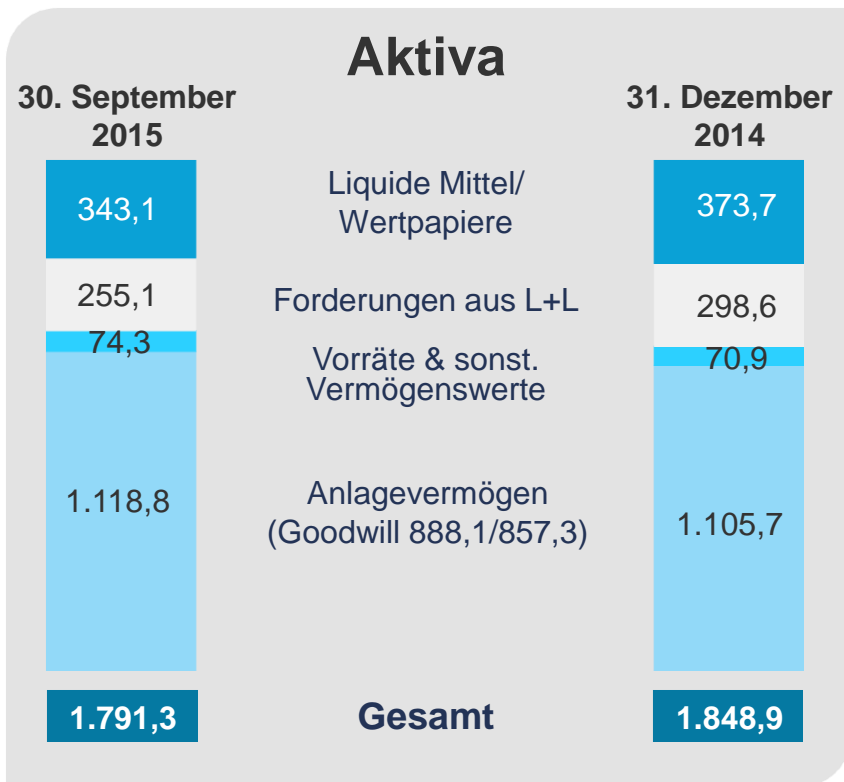 Aktiva
30. September
2015
31. Dezember
2014
343,1
Liquide Mittel/
Wertpapiere
373,7
255,1
Forderungen aus L+L
298,6
74,3
Vorräte & sonst.
Vermögenswerte
70,9
1.118,8
Anlagevermögen
(Goodwill 888,1/857,3)
1.105,7
1.791,3
Gesamt
1.848,9